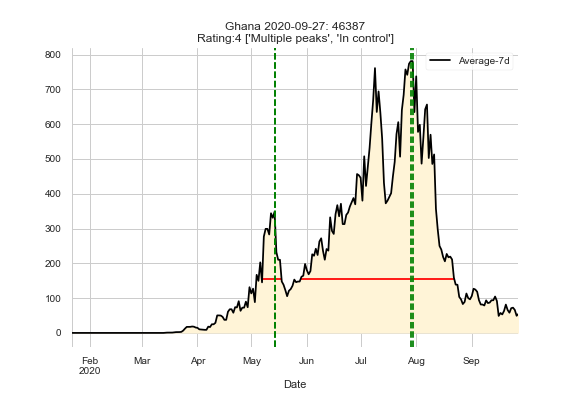 Ghana 2020-09-27: 46387
Rating:4 ['Multiple peaks', 'In control']
Average-7d
800
700
600
500
400
300
200
100
0
Feb Mar Apr May Jun Jul Aug Sep
2020
Date